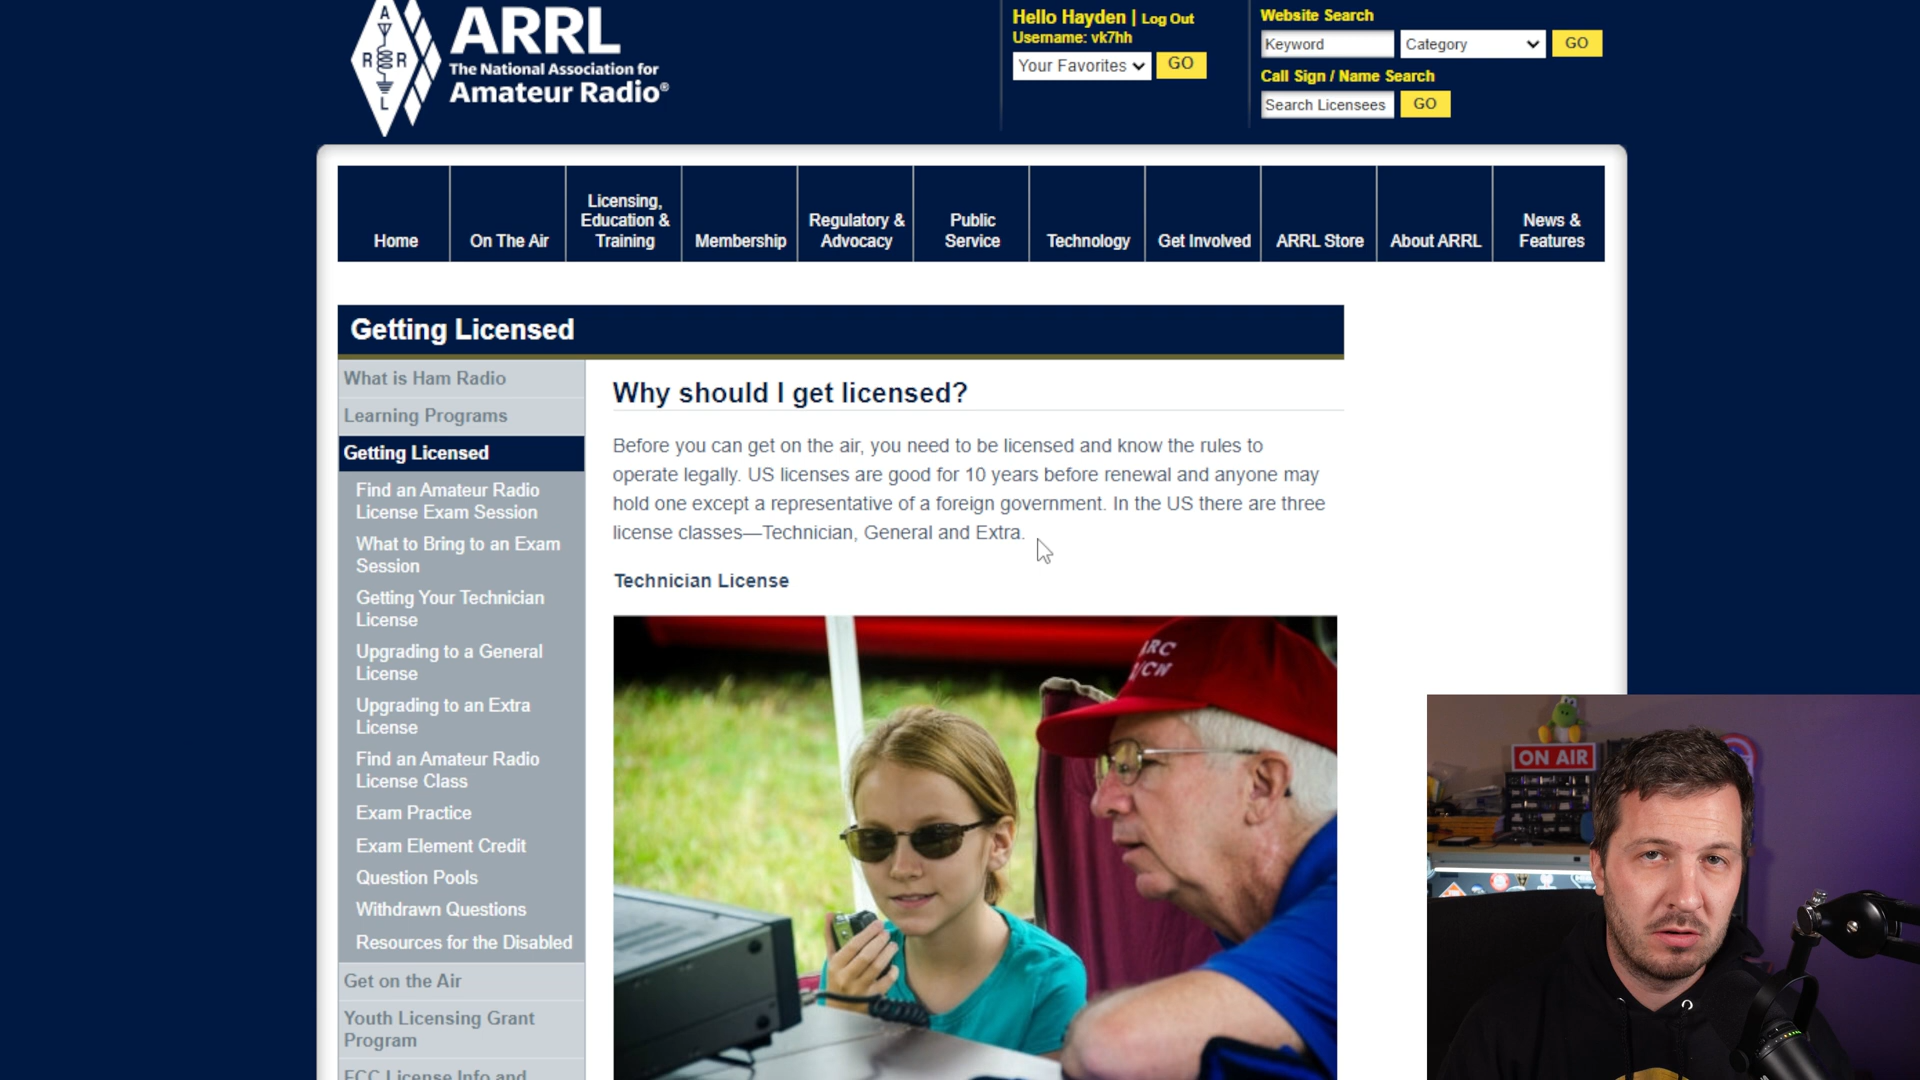 A
R R
L
ARRL
The National Association for
Amateur Radio®
Hello Hayden | Log Out
Username: vk7hh
Your Favorites GO
Website Search
Keyword Category GO
Call Sign / Name Search
Search Licensees GO
Home
On The Air
Licensing,
Education &
Training
Membership
Regulatory &
Advocacy
Public
Service
Technology
Get Involved
ARRL Store
About ARRL
News &
Features
Getting Licensed
What is Ham Radio
Learning Programs
Getting Licensed
Find an Amateur Radio
License Exam Session
What to Bring to an Exam
Session
Getting Your Technician
License
Upgrading to a General
License
Upgrading to an Extra
License
Find an Amateur Radio
License Class
Exam Practice
Exam Element Credit
Question Pools
Withdrawn Questions
Resources for the Disabled
Get on the Air
Youth Licensing Grant
Program
FCC License Info and
Why should I get licensed?
Before you can get on the air, you need to be licensed and know the rules to
operate legally. US licenses are good for 10 years before renewal and anyone may
hold one except a representative of a foreign government. In the US there are three
license classes—Technician, General and Extra.
Technician License
ARC
/CW
ON AIR